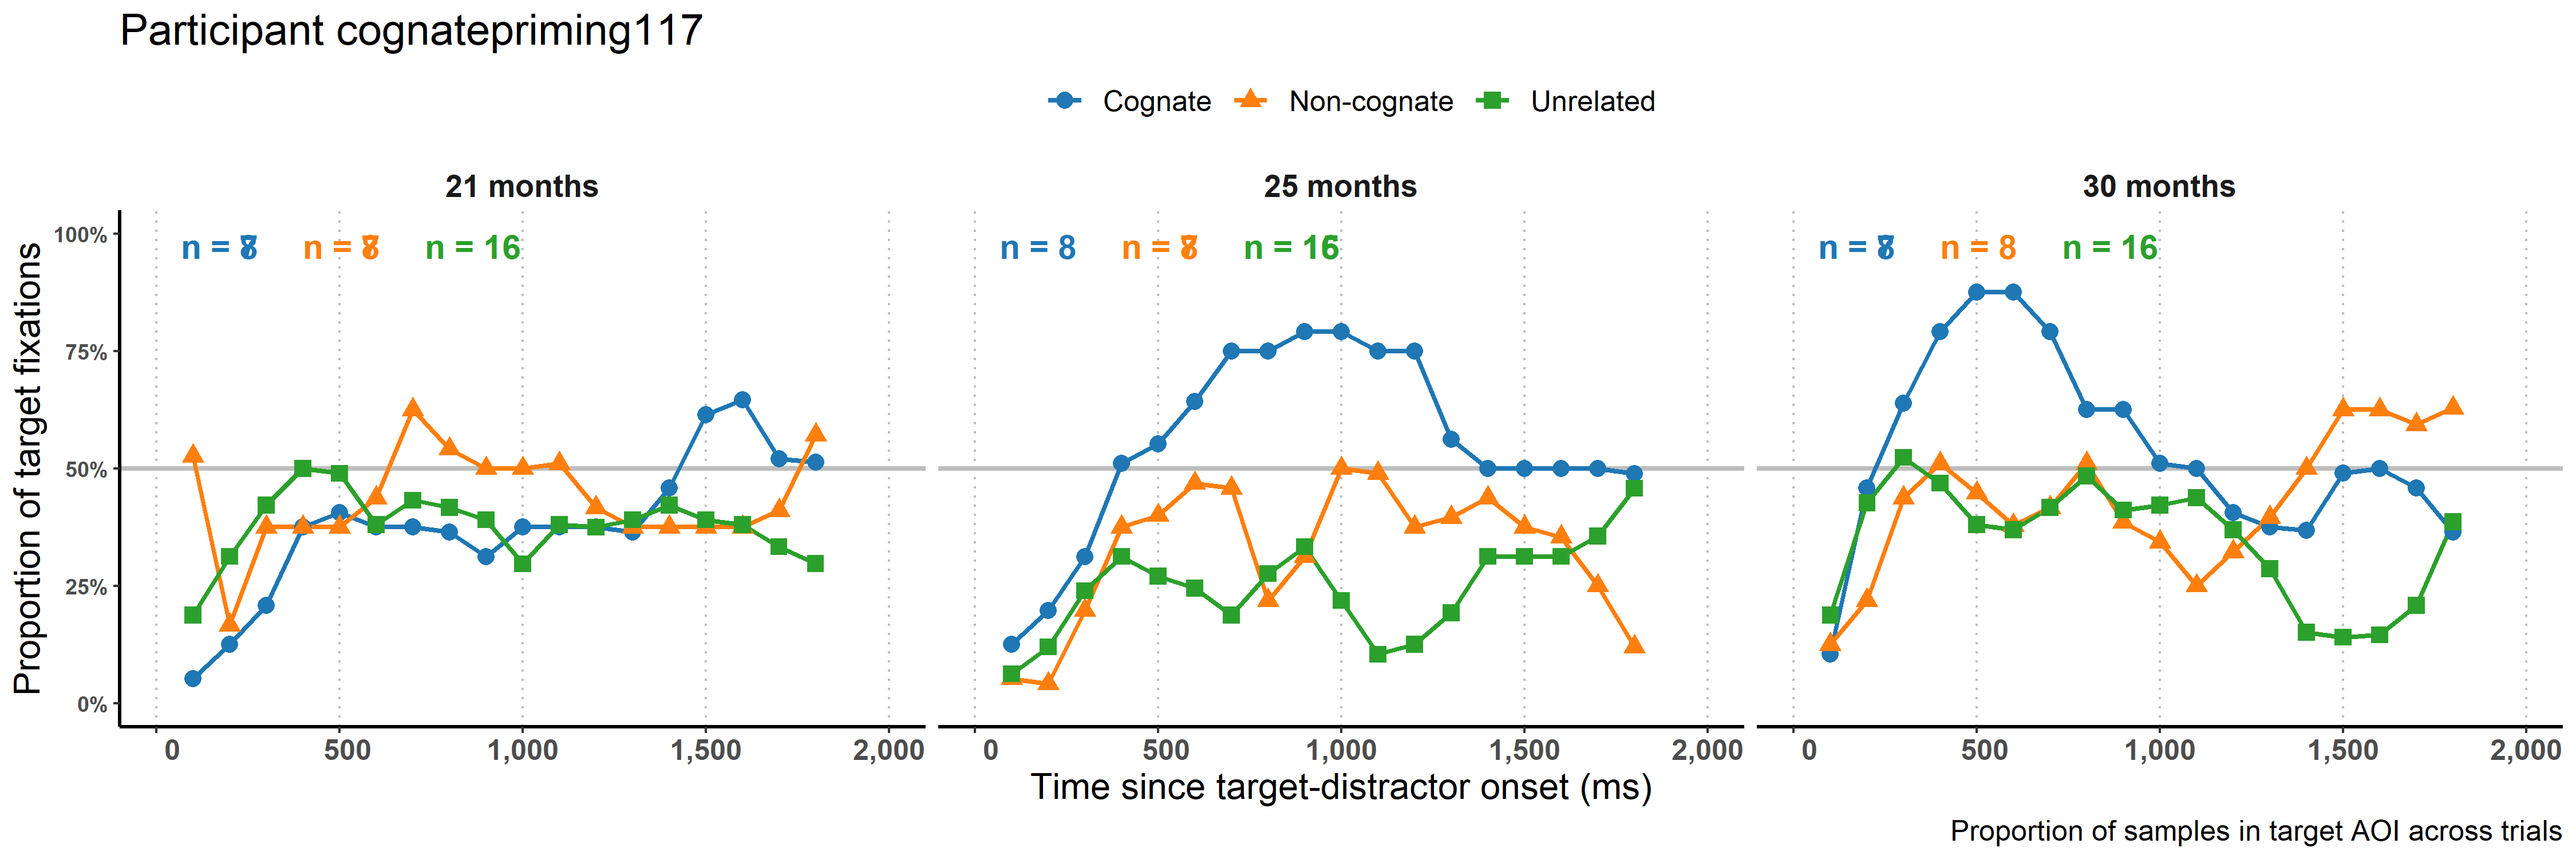 Participant cognatepriming117
Cognate Non-cognate Unrelated
21 months 25 months 30 months
n = n = n = 16 n = 8 n = n = n = n = 8 n = 16
100%
75%
50%
25%
0%
Proportion of target fixations
0 500 1,000 1,500 2,000 0 500 1,000 1,500 2,000 0 500 1,000 1,500 2,000
Time since target-distractor onset (ms)
Proportion of samples in target AOI across trials